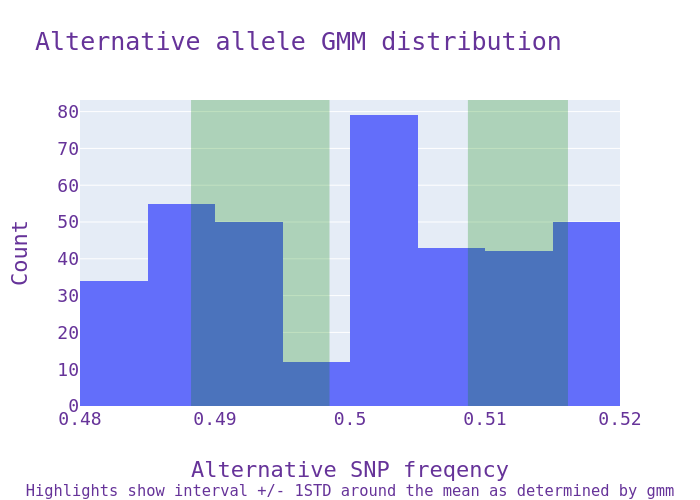 Alternative allele GMM distribution
80
70
60
50
40
30
20
10
0
Count
0.48 0.49 0.5 0.51 0.52
Alternative SNP freqency
Highlights show interval +/- 1STD around the mean as determined by gmm